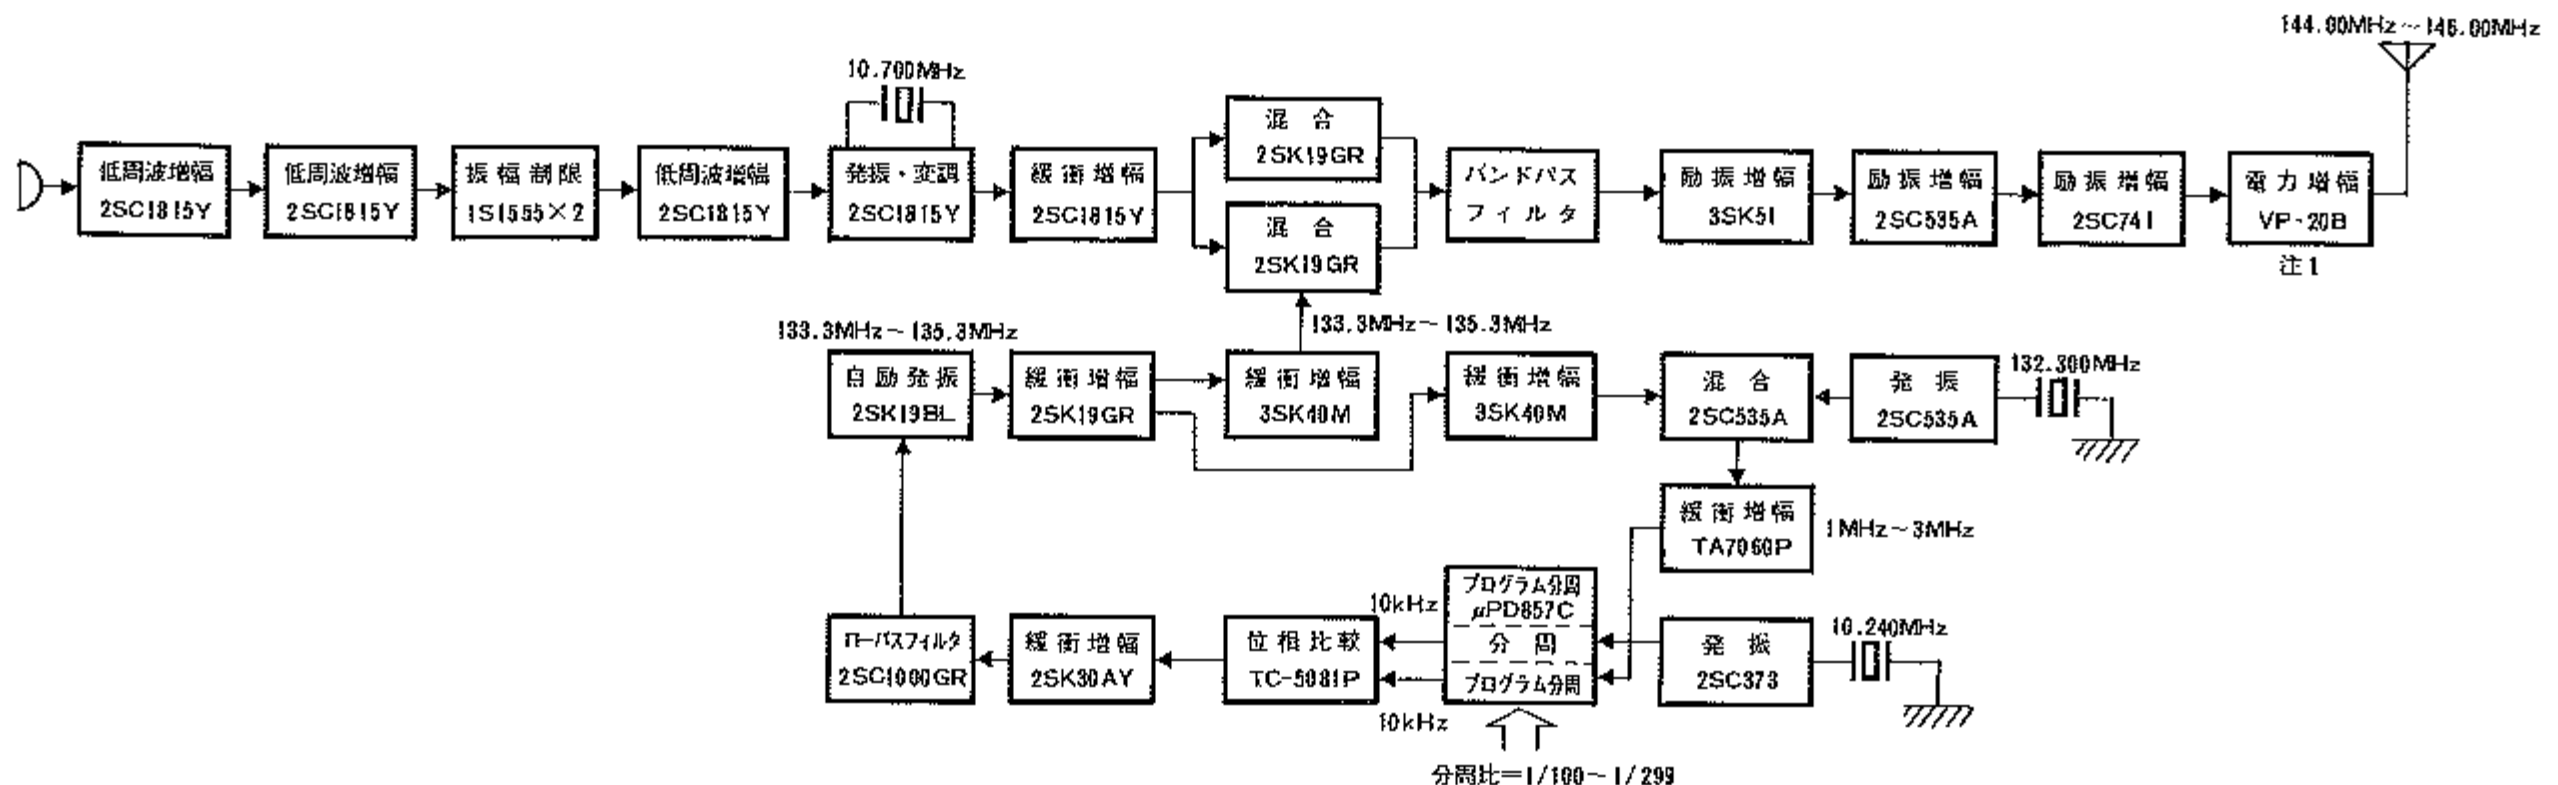 144.00MHz～146.00MHz
10.700MHz
低周波増幅
2SC1815Y
低周波増幅
2SC1815Y
振幅制限
1S1555×2
低周波増幅
2SC1815Y
発振・変調
2SC1815Y
緩衝増幅
2SC1815Y
混合
2SK19GR
混合
2SK19GR
バンドパス
フィルタ
励振増幅
3SK51
励振増幅
2SC535A
励振増幅
2SC741
電力増幅
VP-20B
注1
133.3MHz～135.3MHz
133.3MHz～135.3MHz
自励発振
2SK19BL
緩衝増幅
2SK19GR
緩衝増幅
3SK40M
緩衝増幅
3SK40M
混合
2SC535A
発振
2SC535A
132.300MHz
緩衝増幅
TA7060P
1MHz～3MHz
ローパスフィルタ
2SC1000GR
緩衝増幅
2SK30AY
位相比較
TC-5081P
10kHz
10kHz
プログラム分周
μPD857C
分周
プログラム分周
発振
2SC373
10.240MHz
分周比＝1/100～1/299